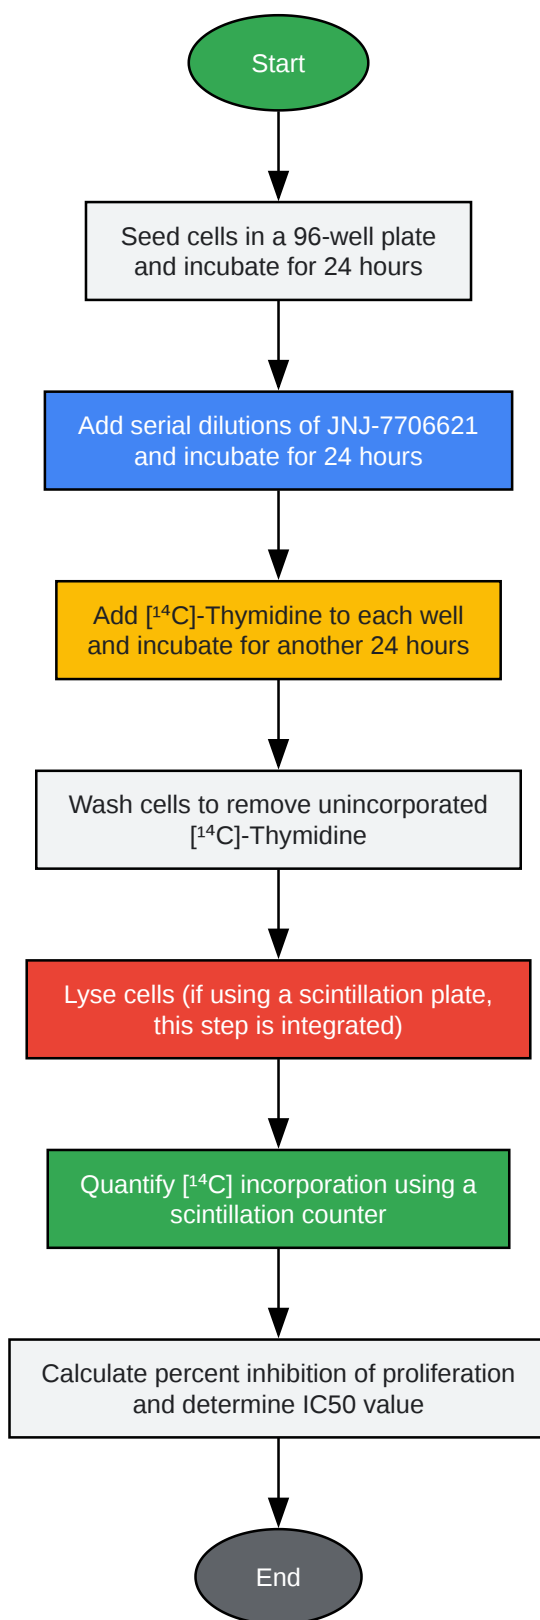 Start
Seed cells in a 96-well plate
and incubate for 24 hours
Add serial dilutions of JNJ-7706621
and incubate for 24 hours
Add [¹⁴C]-Thymidine to each well
and incubate for another 24 hours
Wash cells to remove unincorporated
[¹⁴C]-Thymidine
Lyse cells (if using a scintillation plate,
this step is integrated)
Quantify [¹⁴C] incorporation using a
scintillation counter
Calculate percent inhibition of proliferation
and determine IC50 value
End